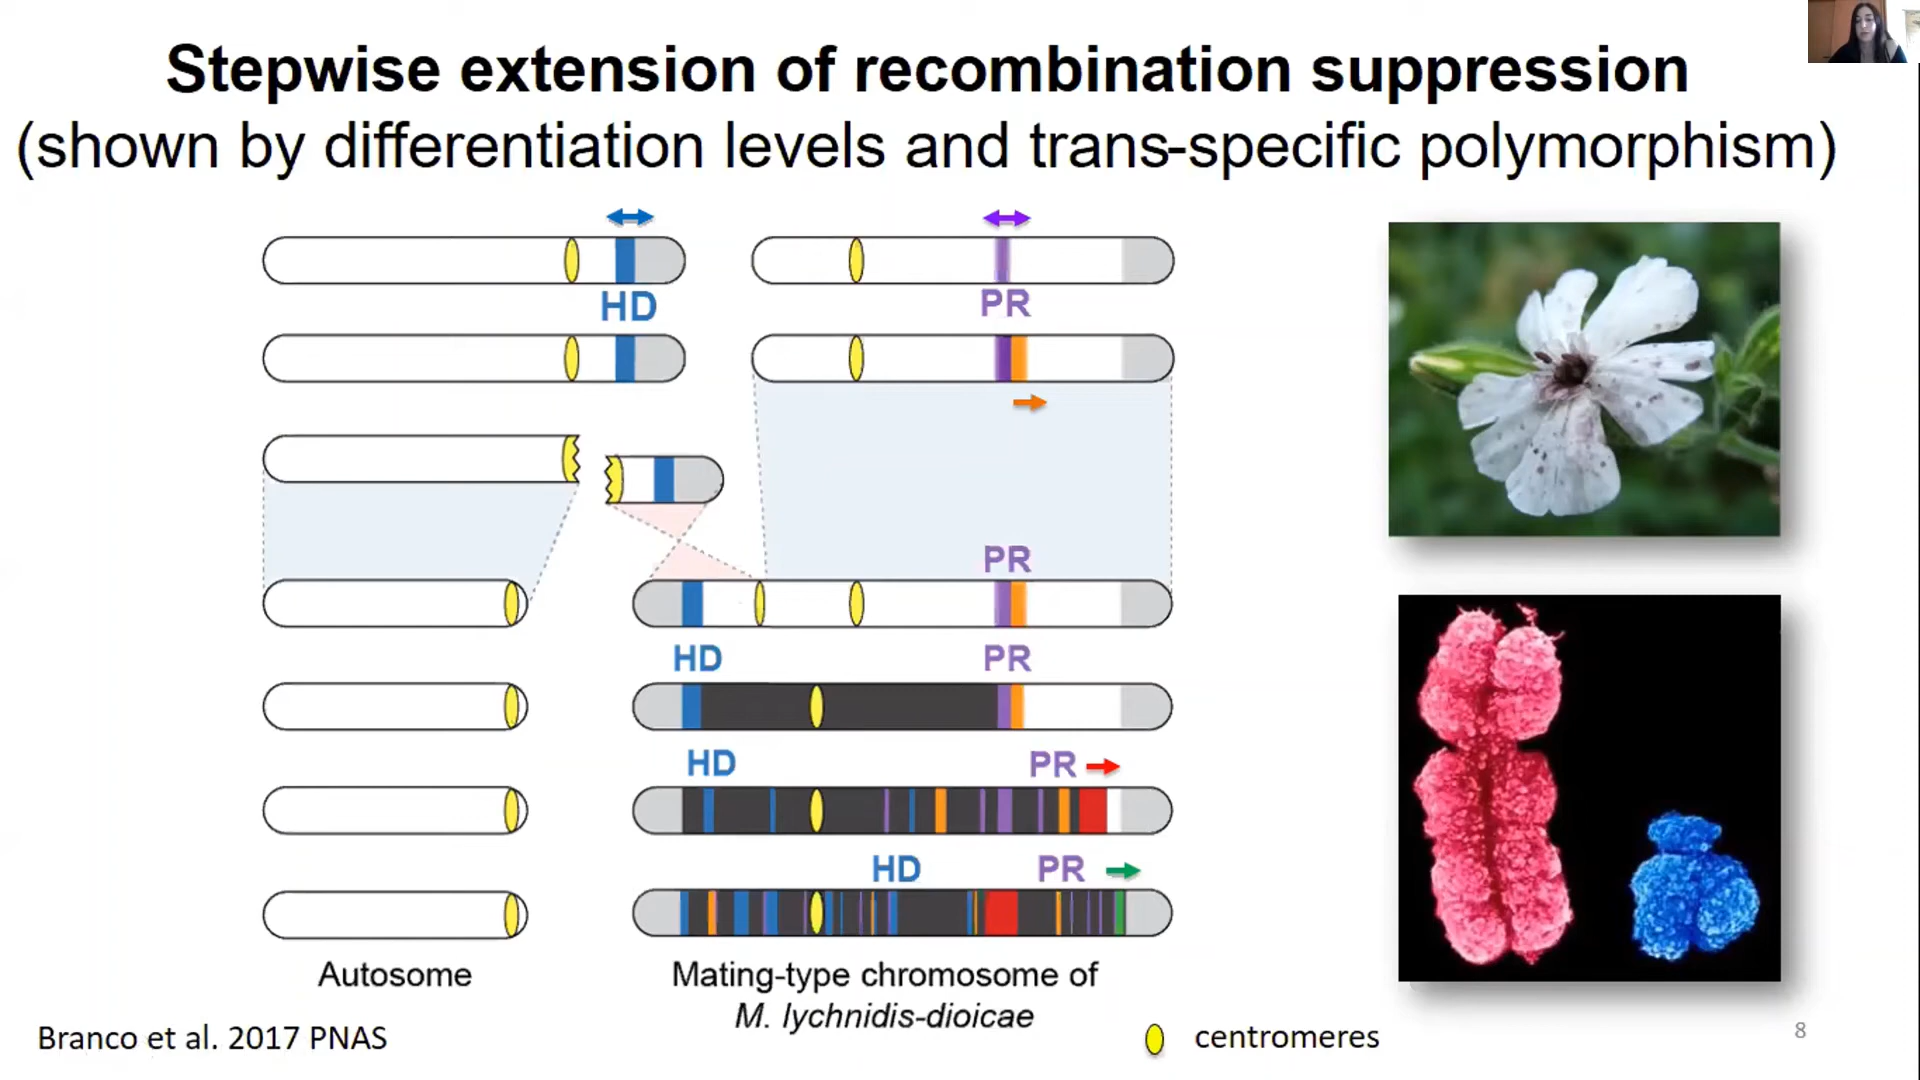 Stepwise extension of recombination suppression
(shown by differentiation levels and trans-specific polymorphism)
HD
PR
PR
HD
PR
HD
PR
HD
PR
Autosome
Mating-type chromosome of
M. lychnidis-dioicae
Branco et al. 2017 PNAS
centromeres
8